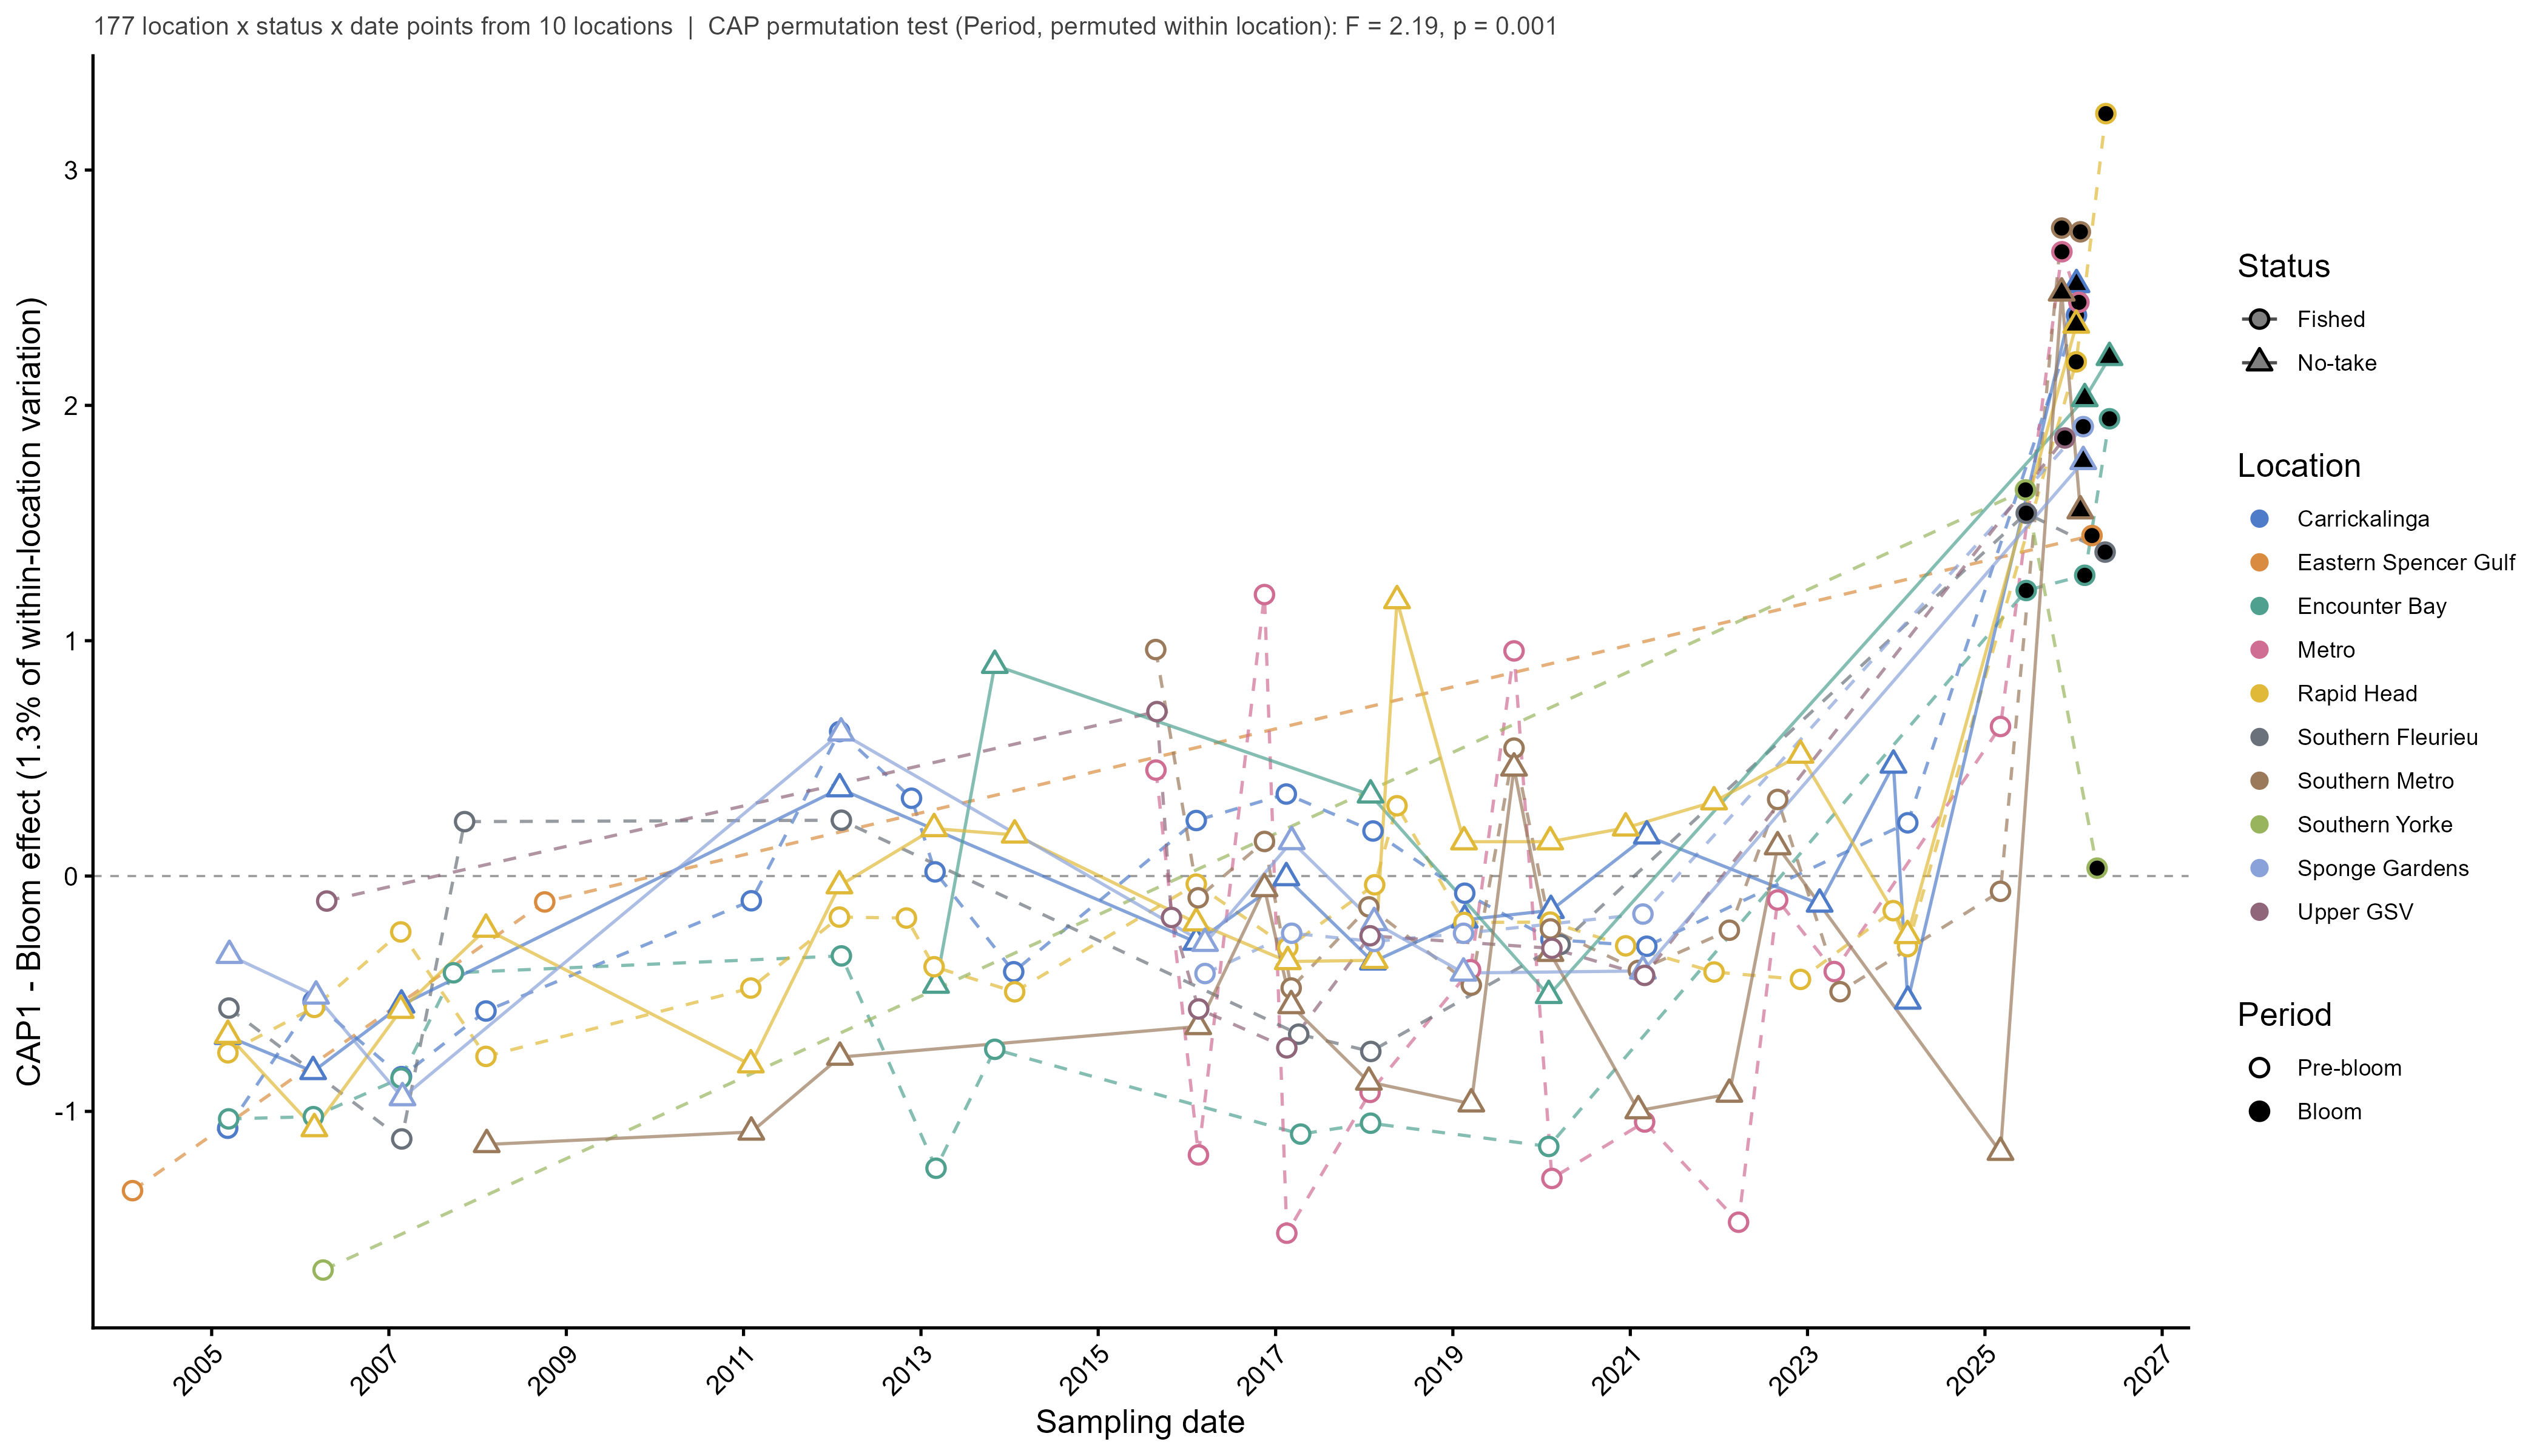 177 location x status x date points from 10 locations | CAP permutation test (Period, permuted within location): F = 2.19, p = 0.001
CAP1 - Bloom effect (1.3% of within-location variation)
3
2
1
0
-1
2005
2007
2009
2011
2013
2015
2017
2019
2021
2023
2025
2027
Sampling date
Status
Fished
No-take
Location
Carrickalinga
Eastern Spencer Gulf
Encounter Bay
Metro
Rapid Head
Southern Fleurieu
Southern Metro
Southern Yorke
Sponge Gardens
Upper GSV
Period
Pre-bloom
Bloom